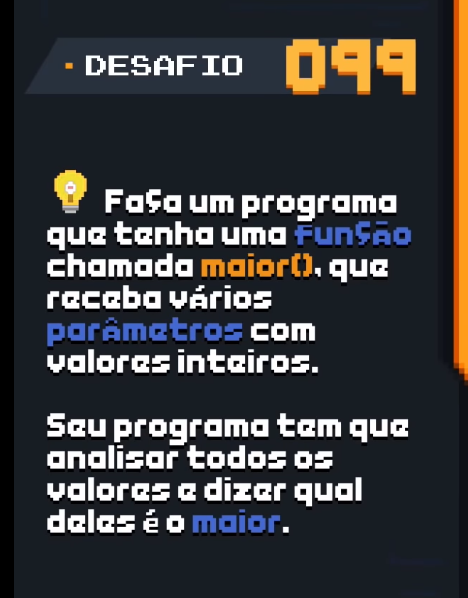 · DESAFIO 099
Faça um programa
que tenha uma função
chamada maior(), que
receba vários
parâmetros com
valores inteiros.
Seu programa tem que
analisar todos os
valores e dizer qual
deles é o maior.